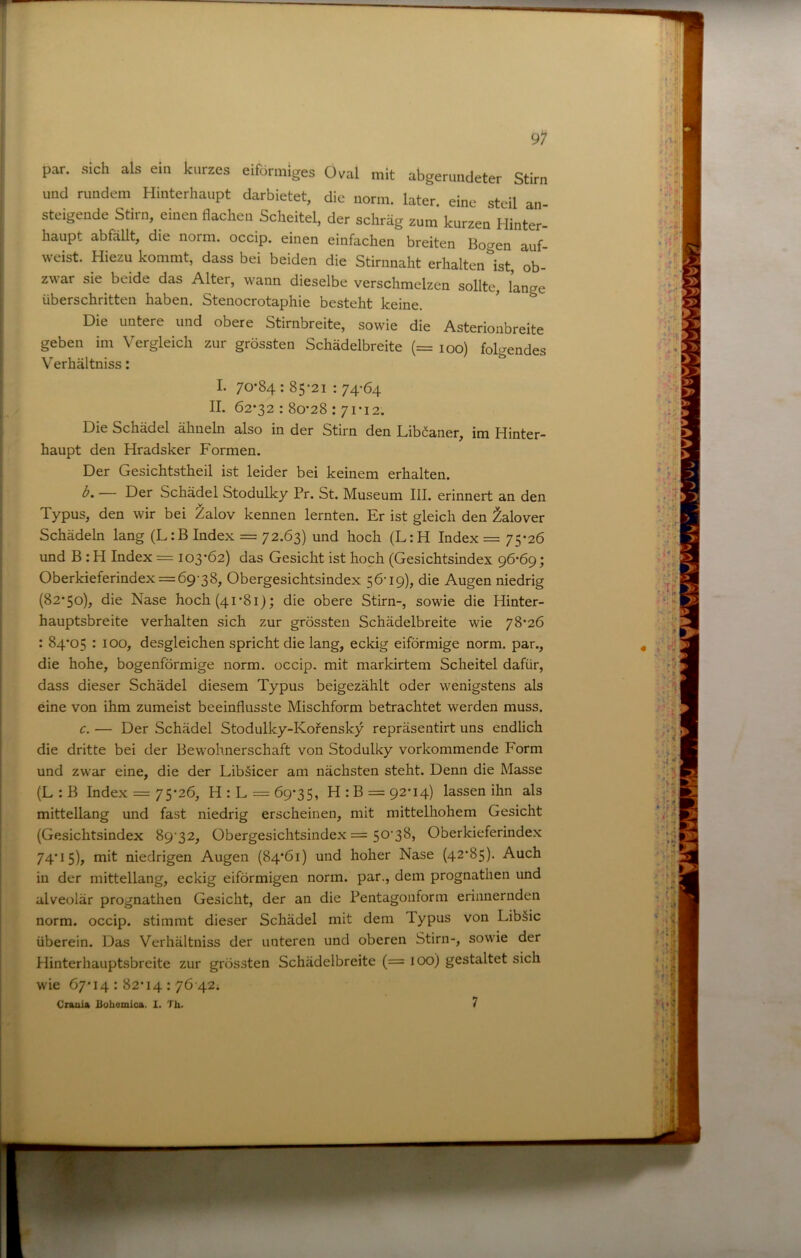 97
par. sich als ein kurzes eiförmiges Oval mit abgerundeter Stirn
und rundem Hinterhaupt darbietet, die norm. later. eine steil an-
steigende Stirn, einen flachen Scheitel, der schräg zum kurzen Hinter-
haupt abfällt, die norm. occip. einen einfachen breiten Bogen auf-
weist. Hiezu kommt, dass bei beiden die Stirnnaht erhalten ist, ob-
zwar sie beide das Alter, wann dieselbe verschmelzen sollte, lange
überschritten haben. Stenocrotaphie besteht keine.
Die untere und obere Stirnbreite, sowie die Asterionbreite
geben im Vergleich zur grössten Schädelbreite (= 100) folgendes
Verhältniss:
I. 70·84 : 85·21 : 74·64
II. 62·32 : 80·28 : 71·12.
Die Schädel ähneln also in der Stirn den Libčaner, im Hinter-
haupt den Hradsker Formen.
Der Gesichtstheil ist leider bei keinem erhalten.
b. — Der Schädel Stodulky Pr. St. Museum III. erinnert an den
Typus, den wir bei Žalov kennen lernten. Er ist gleich den Žalover
Schädeln lang (L : B Index = 72.63) und hoch (L : H Index = 75·26
und B : H Index = 103·62) das Gesicht ist hoch (Gesichtsindex 96·69;
Oberkieferindex = 69·38, Obergesichtsindex 56·19), die Augen niedrig
(82·50), die Nase hoch (41·81); die obere Stirn-, sowie die Hinter-
hauptsbreite verhalten sich zur grössten Schädelbreite wie 78·26
: 84·05 : 100, desgleichen spricht die lang, eckig eiförmige norm. par.,
die hohe, bogenförmige norm. occip. mit markirtem Scheitel dafür,
dass dieser Schädel diesem Typus beigezählt oder wenigstens als
eine von ihm zumeist beeinflusste Mischform betrachtet werden muss.
c. — Der Schädel Stodulky-Kořenský repräsentirt uns endlich
die dritte bei der Bewohnerschaft von Stodulky vorkommende Form
und zwar eine, die der Libšicer am nächsten steht. Denn die Masse
(L : B Index = 75·26, H : L = 69·35, H : B = 92·14) lassen ihn als
mittellang und fast niedrig erscheinen, mit mittelhohem Gesicht
(Gesichtsindex 89·32, Obergesichtsindex = 50·38, Oberkieferindex
74·15), mit niedrigen Augen (84·61) und hoher Nase (42·85). Auch
in der mittellang, eckig eiförmigen norm. par., dem prognathen und
alveolär prognathen Gesicht, der an die Pentagonform erinnernden
norm. occip. stimmt dieser Schädel mit dem Typus von Libšic
überein. Das Verhältniss der unteren und oberen Stirn-, sowie der
Hinterhauptsbreite zur grössten Schädelbreite (= 100) gestaltet sich
wie 67·14 : 82·14 : 76·42.
Crania Bohemica. I. Th. 7